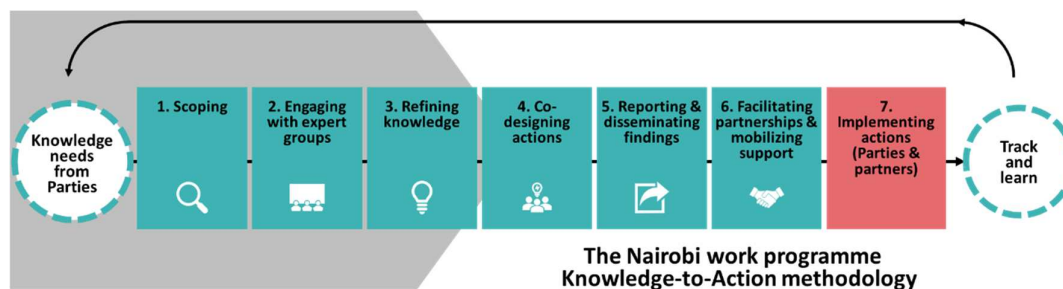 Knowledge
needs from
Parties
1. Scoping
2. Engaging
with expert
groups
3. Refining
knowledge
4. Co-
designing
actions
5. Reporting &
disseminating
findings
6. Facilitating
partnerships &
mobilizing
support
7.
Implementing
actions
(Parties &
partners)
Track
and
learn
The Nairobi work programme
Knowledge-to-Action methodology